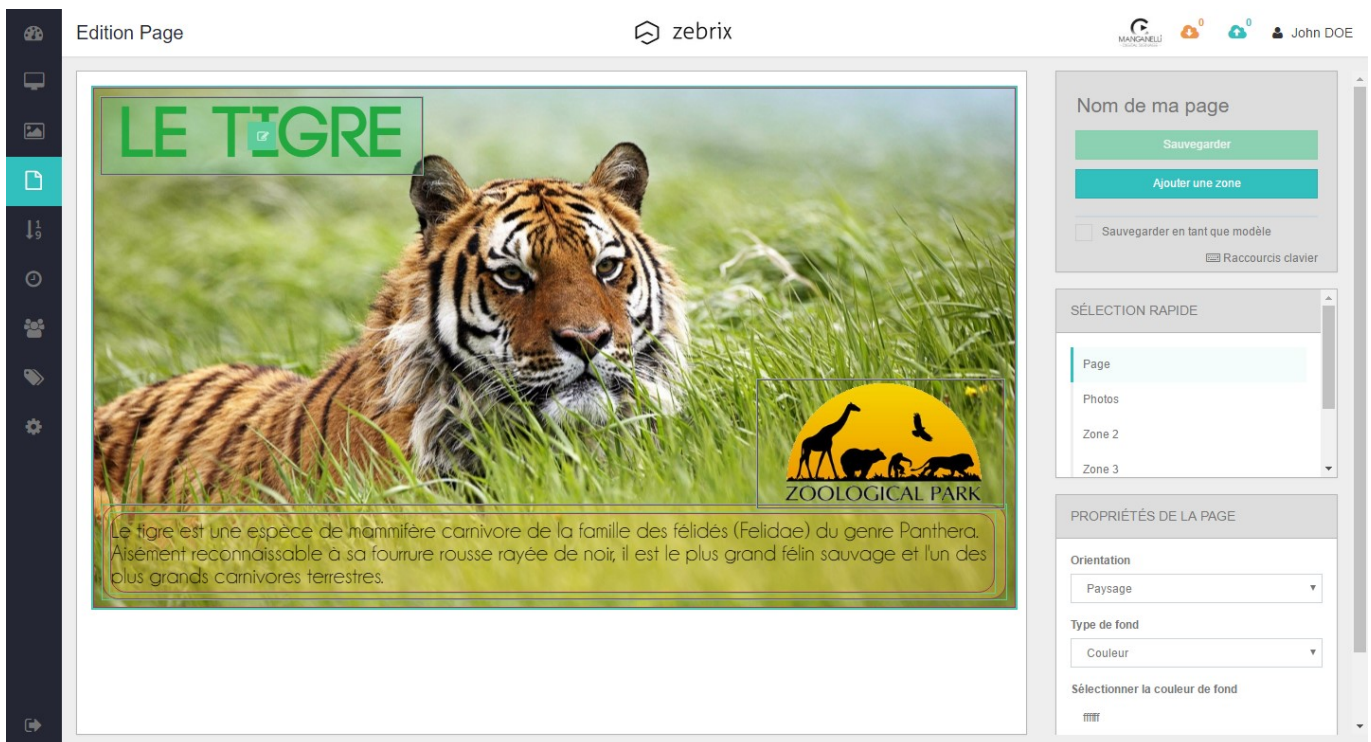 Edition Page
zebrix
MANGANELLI
0
0
John DOE
1
9
LE TIGRE
ZOOLOGICAL PARK
Le tigre est une espèce de mammifère carnivore de la famille des félidés (Felidae) du genre Panthera.
Aisément reconnaissable à sa fourrure rousse rayée de noir, il est le plus grand félin sauvage et l'un des
plus grands carnivores terrestres.
Nom de ma page
Sauvegarder
Ajouter une zone
Sauvegarder en tant que modèle
Raccourcis clavier
SÉLECTION RAPIDE
Page
Photos
Zone 2
Zone 3
PROPRIÉTÉS DE LA PAGE
Orientation
Paysage
Type de fond
Couleur
Sélectionner la couleur de fond
ffffff